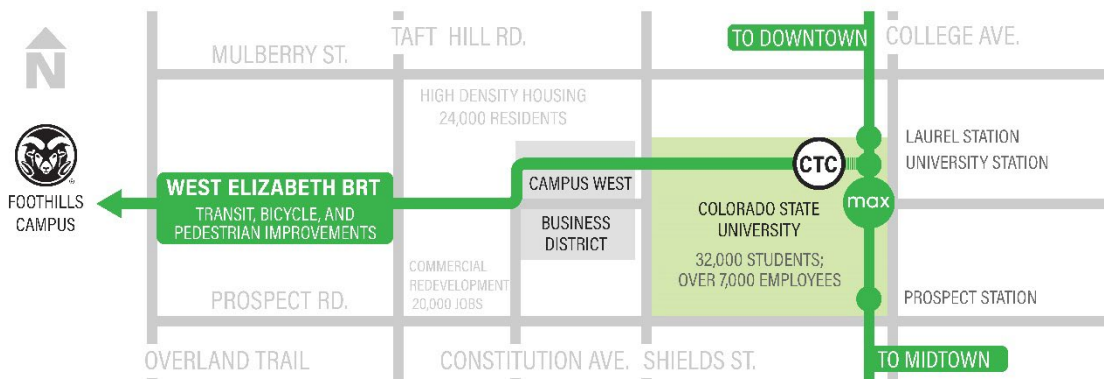 TAFT HILL RD.
TO DOWNTOWN
COLLEGE AVE.
N
MULBERRY ST.
HIGH DENSITY HOUSING
24,000 RESIDENTS
LAUREL STATION
CTC
UNIVERSITY STATION
WEST ELIZABETH BRT
TRANSIT, BICYCLE, AND
PEDESTRIAN IMPROVEMENTS
CAMPUS WEST
FOOTHILLS
CAMPUS
max
BUSINESS
DISTRICT
COLORADO STATE
UNIVERSITY
32,000 STUDENTS;
OVER 7,000 EMPLOYEES
COMMERCIAL
REDEVELOPMENT
20,000 JOBS
PROSPECT RD.
PROSPECT STATION
OVERLAND TRAIL
CONSTITUTION AVE.
SHIELDS ST.
TO MIDTOWN